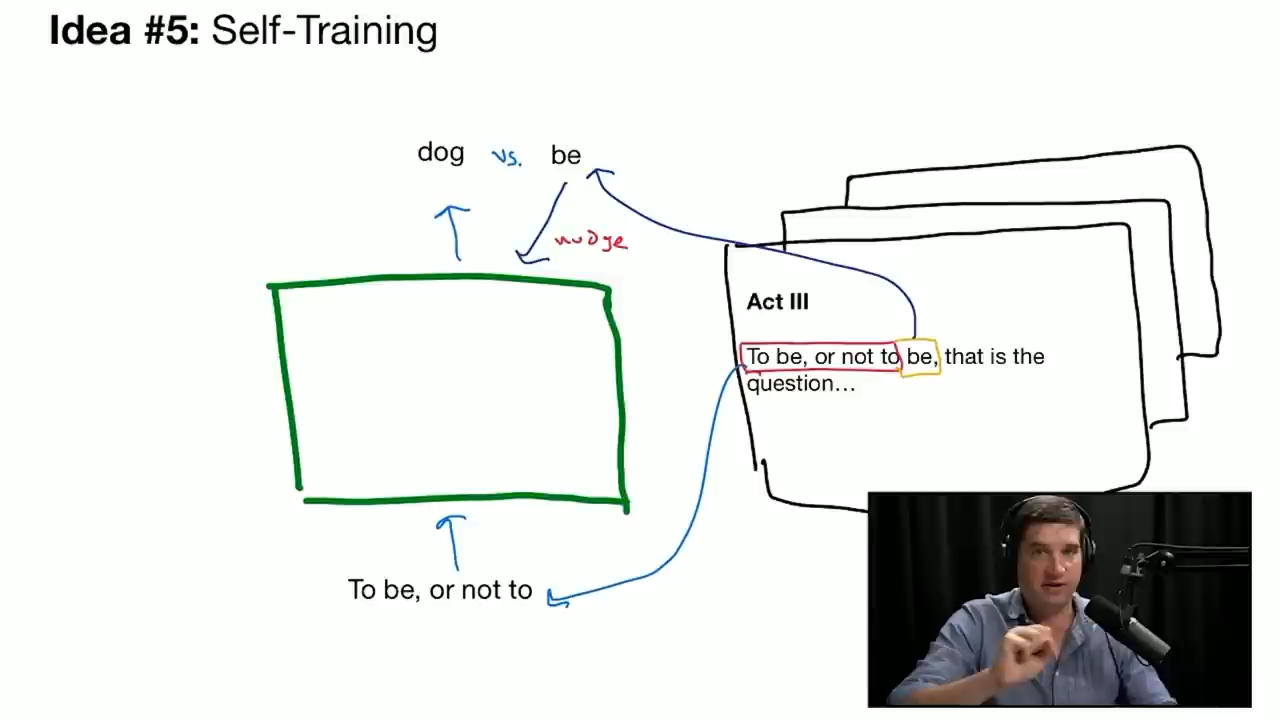 Idea #5: Self-Training
dog vs. be
nudge
Act III
To be, or not to be, that is the
question…
To be, or not to